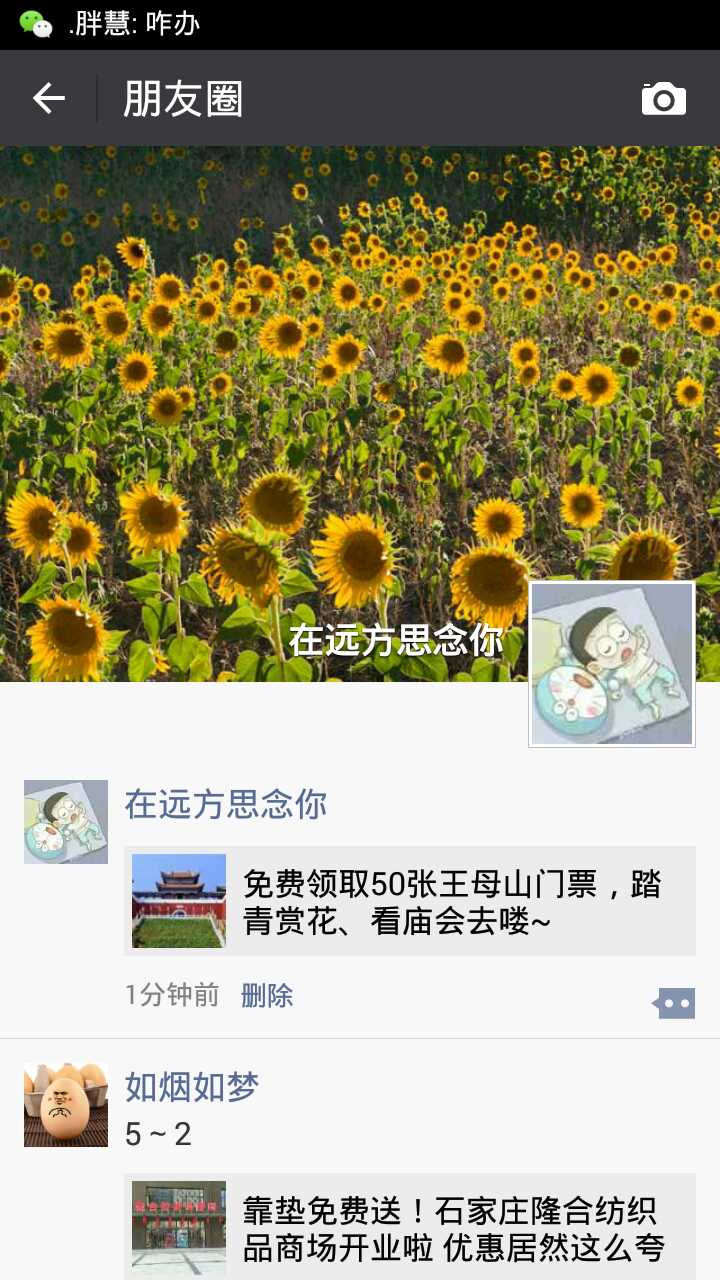 .胖慧: 咋办
朋友圈
在远方思念你
在远方思念你
免费领取50张王母山门票，踏
青赏花、看庙会去喽~
1分钟前 删除
如烟如梦
5 ~ 2
靠垫免费送！石家庄隆合纺织
品商场开业啦 优惠居然这么夸